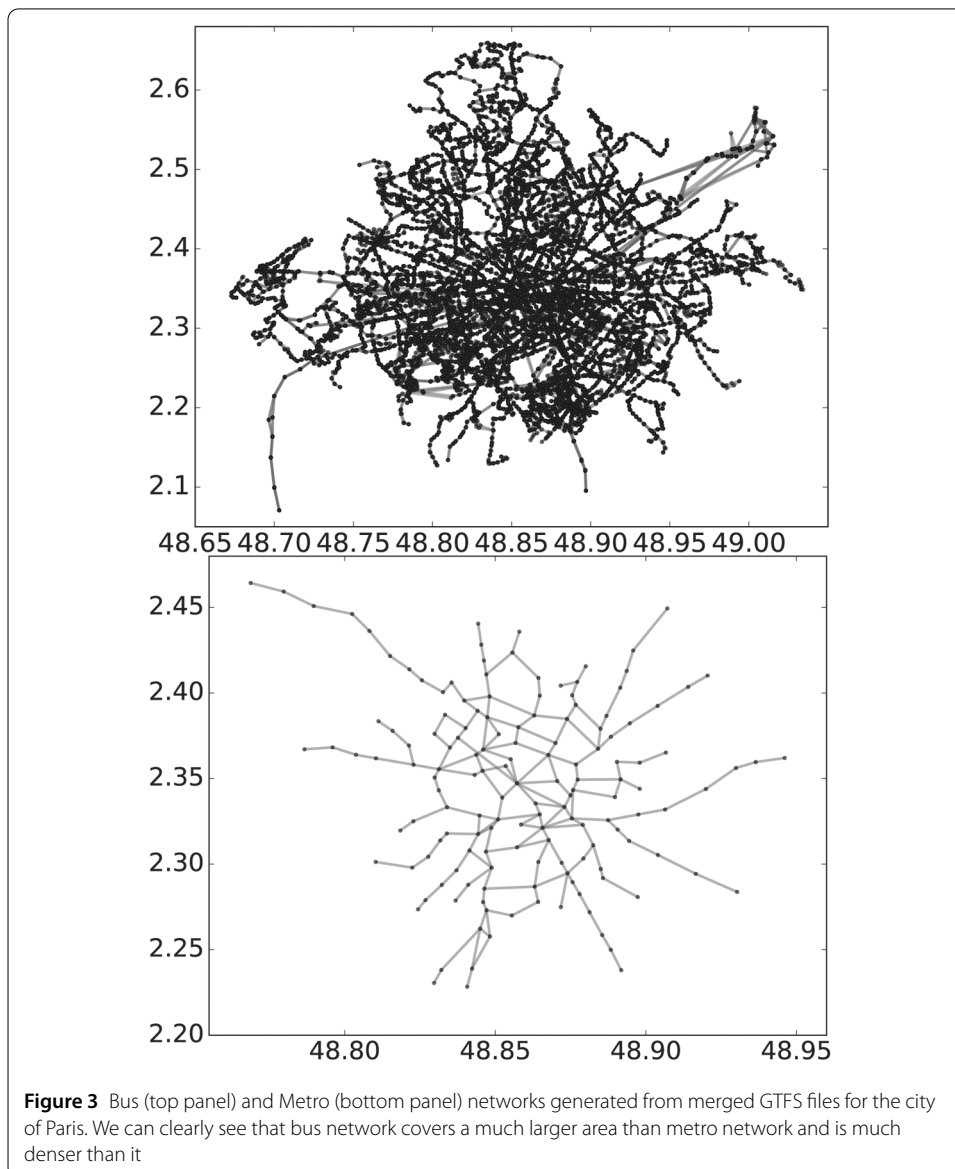 2.6
2.5
2.4
2.3
2.2
2.1
48.65 48.70 48.75 48.80 48.85 48.90 48.95 49.00
2.45
2.40
2.35
2.30
2.25
2.20
48.80 48.85 48.90 48.95
Figure 3 Bus (top panel) and Metro (bottom panel) networks generated from merged GTFS files for the city
of Paris. We can clearly see that bus network covers a much larger area than metro network and is much
denser than it